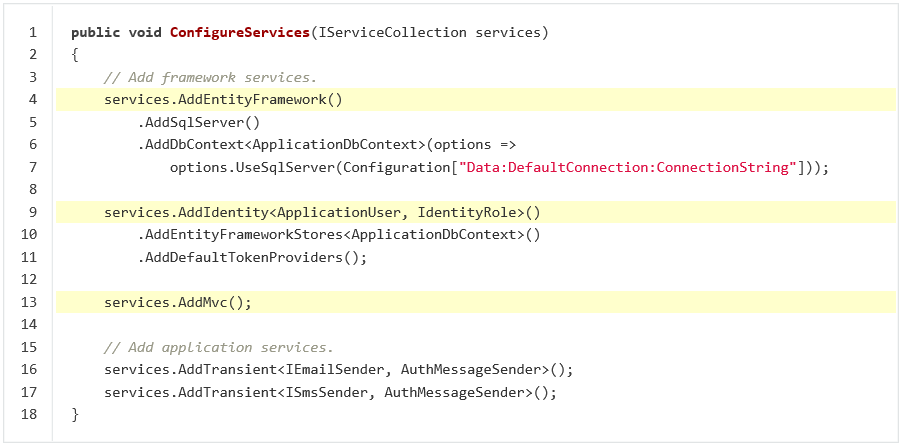 1 public void ConfigureServices(IServiceCollection services)
2 {
3 // Add framework services.
4 services.AddEntityFramework()
5 .AddSqlServer()
6 .AddDbContext<ApplicationDbContext>(options =>
7 options.UseSqlServer(Configuration["Data:DefaultConnection:ConnectionString"]));
8
9 services.AddIdentity<ApplicationUser, IdentityRole>()
10 .AddEntityFrameworkStores<ApplicationDbContext>()
11 .AddDefaultTokenProviders();
12
13 services.AddMvc();
14
15 // Add application services.
16 services.AddTransient<IEmailSender, AuthMessageSender>();
17 services.AddTransient<ISmsSender, AuthMessageSender>();
18 }